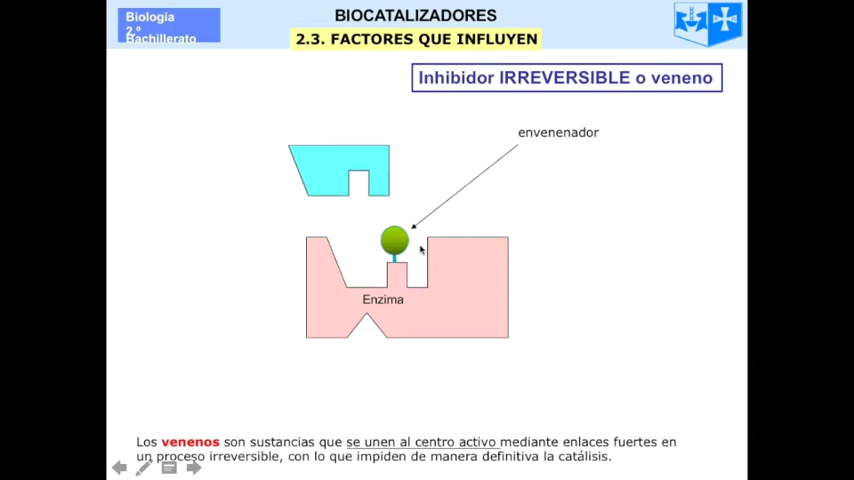 Biología
2.º
Bachillerato
BIOCATALIZADORES
2.3. FACTORES QUE INFLUYEN
Inhibidor IRREVERSIBLE o veneno
envenenador
Enzima
Los venenos son sustancias que se unen al centro activo mediante enlaces fuertes en
un proceso irreversible, con lo que impiden de manera definitiva la catálisis.